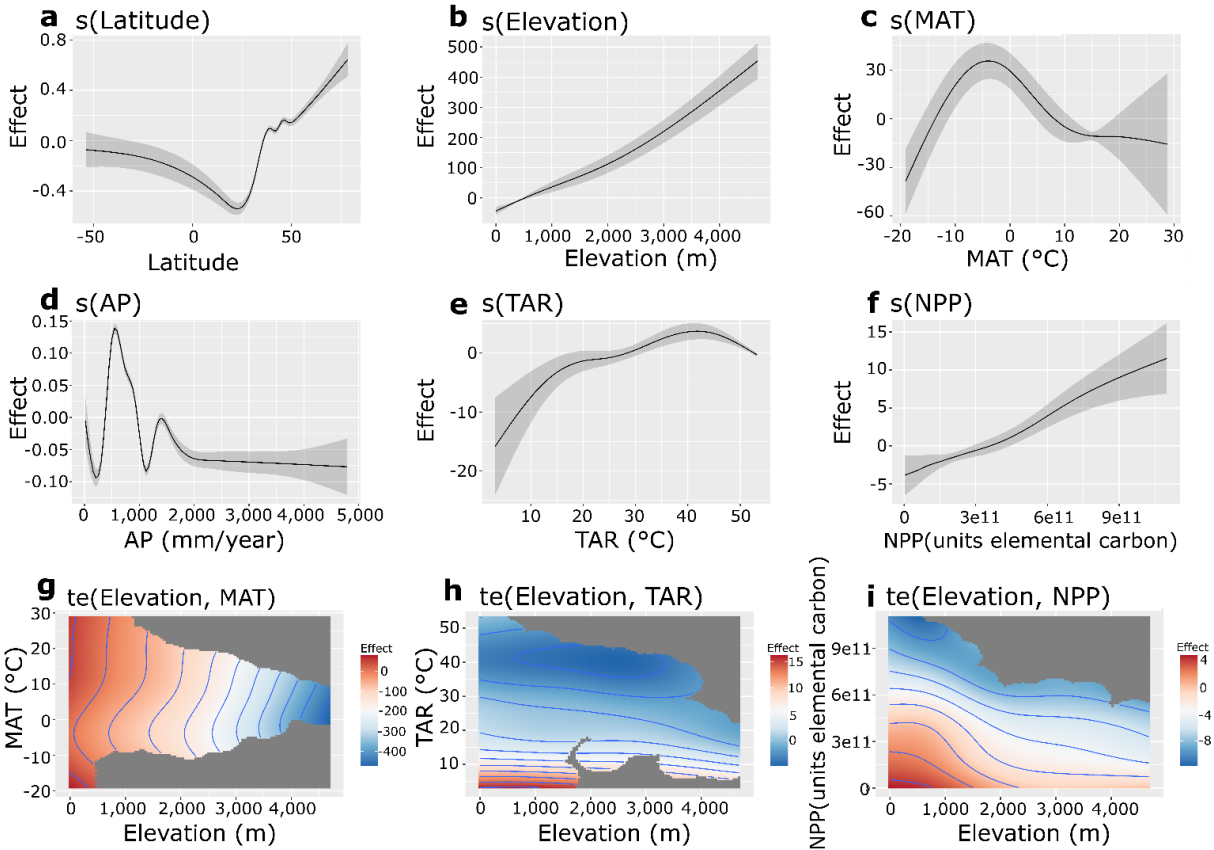 a s(Latitude)
0.8
0.4
0.0
-0.4
Effect
-50 0 50
Latitude
b s(Elevation)
500
400
300
200
100
0
Effect
0 1,000 2,000 3,000 4,000
Elevation (m)
c s(MAT)
30
0
-30
-60
Effect
-20 -10 0 10 20 30
MAT (°C)
d s(AP)
0.15
0.10
0.05
0.00
-0.05
-0.10
Effect
0 1,000 2,000 3,000 4,000 5,000
AP (mm/year)
e s(TAR)
0
-10
-20
Effect
10 20 30 40 50
TAR (°C)
f s(NPP)
15
10
5
0
-5
Effect
0 3e11 6e11 9e11
NPP(units elemental carbon)
g te(Elevation, MAT)
30
20
10
0
-10
-20
MAT (°C)
0 1,000 2,000 3,000 4,000
Elevation (m)
Effect
0
-100
-200
-300
-400
h te(Elevation, TAR)
50
40
30
20
10
TAR (°C)
0 1,000 2,000 3,000 4,000
Elevation (m)
Effect
15
10
5
0
i te(Elevation, NPP)
9e11
6e11
3e11
0
NPP(units elemental carbon)
0 1,000 2,000 3,000 4,000
Elevation (m)
Effect
4
0
-4
-8